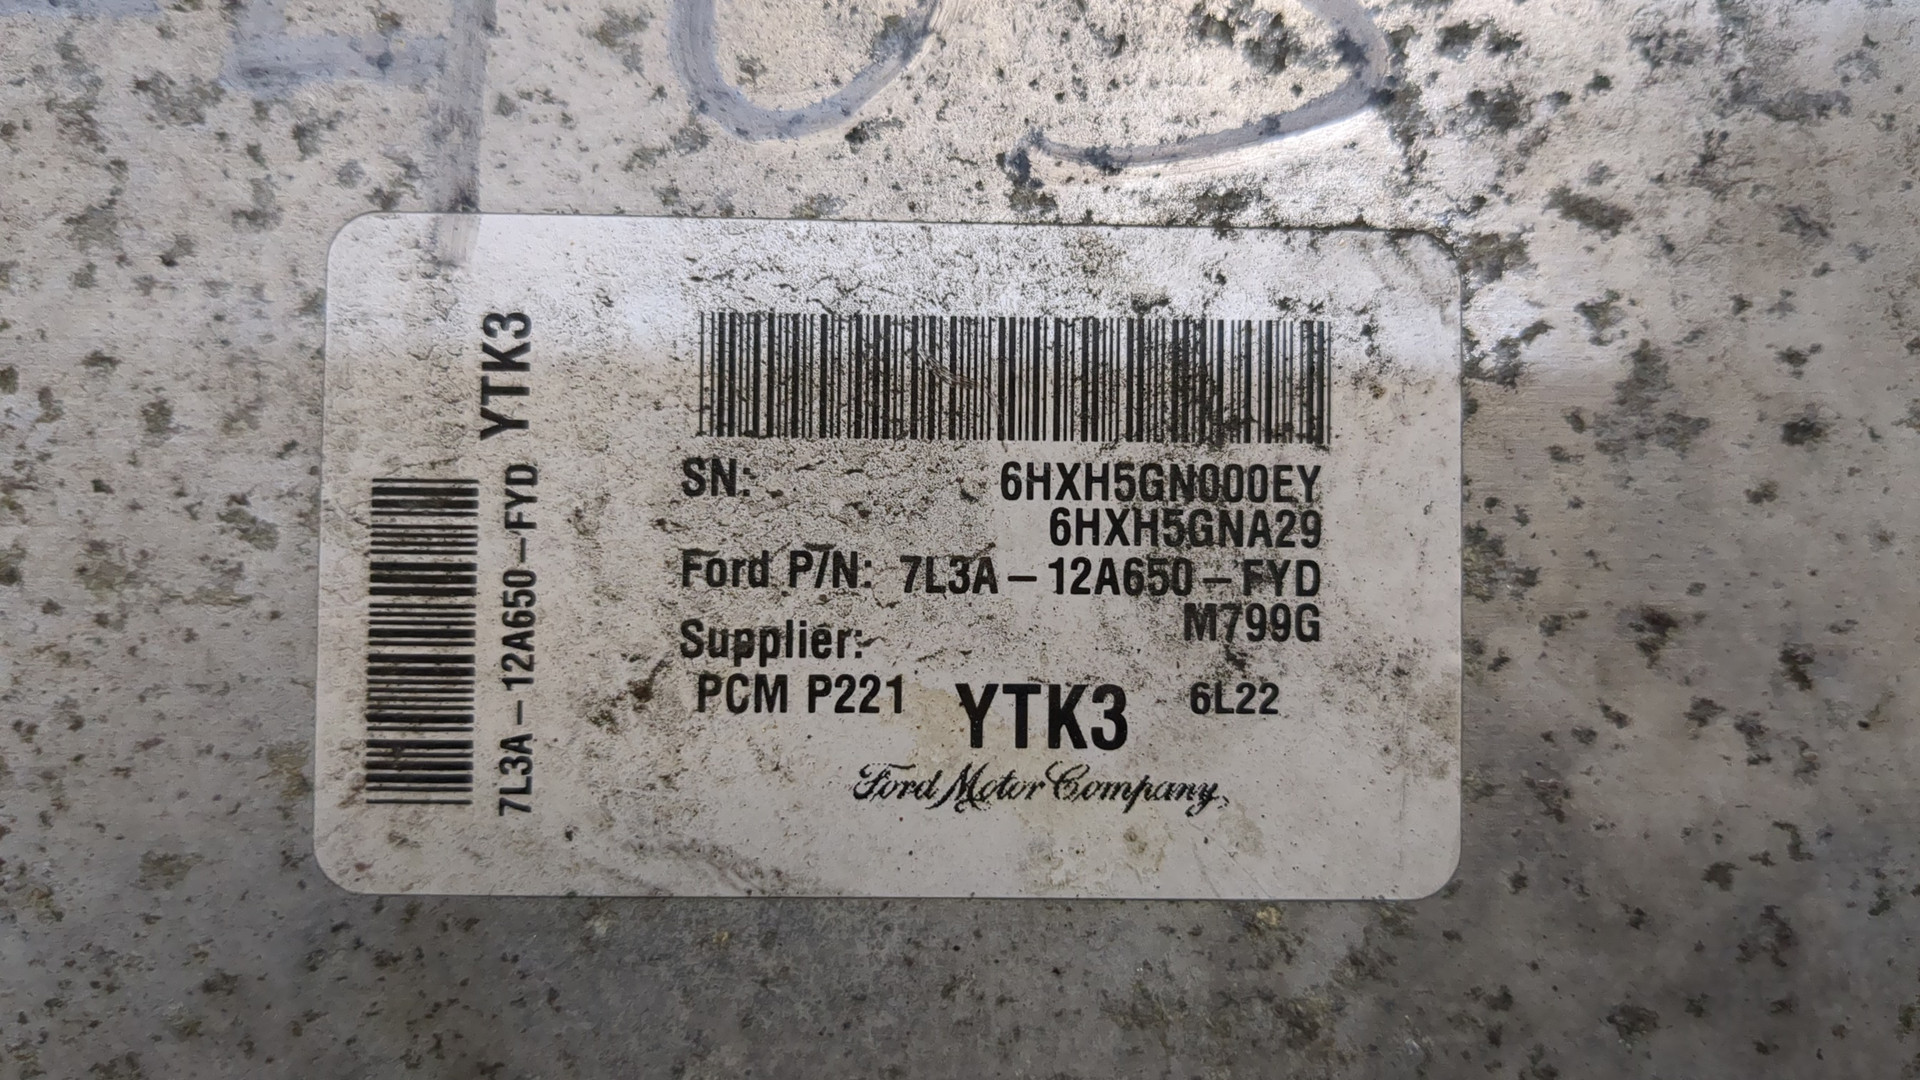 7L3A-12A650-FYD YTK3
SN: 6HXH5GN000EY
6HXH5GNA29
Ford P/N: 7L3A-12A650-FYD
M799G
Supplier:
PCM P221 YTK3 6L22
Ford Motor Company,